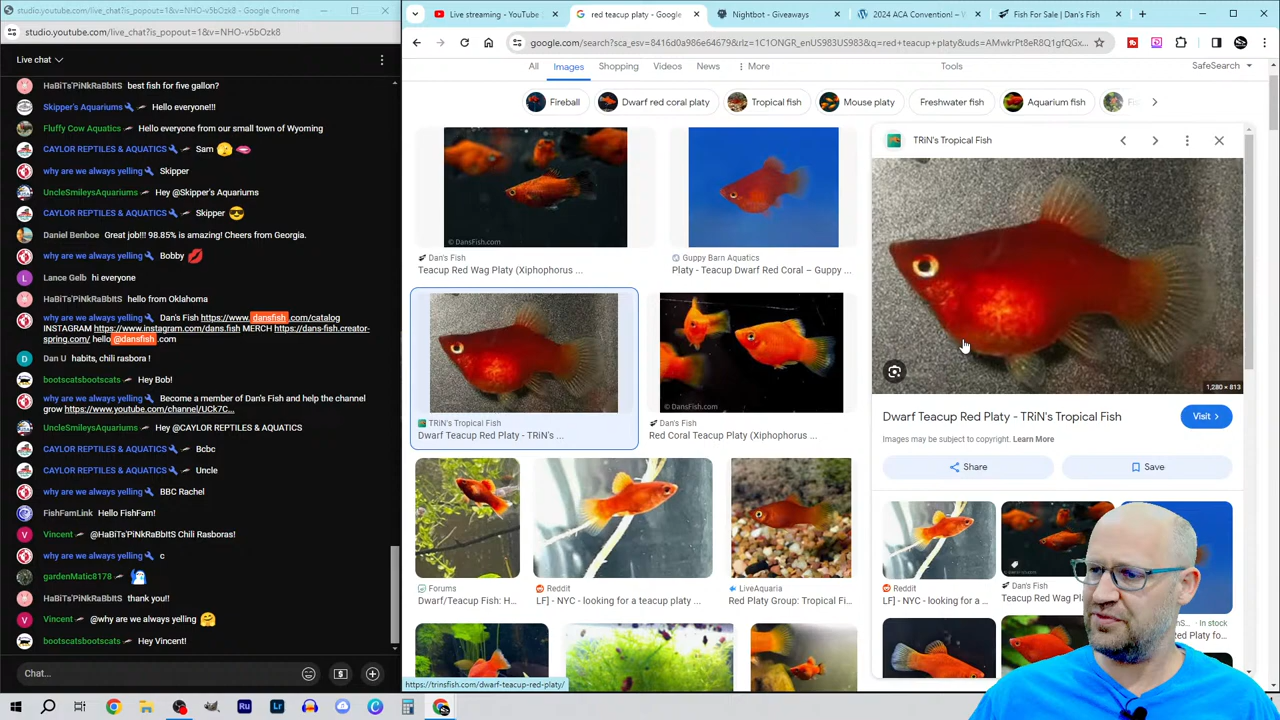 studio.youtube.com/live_chat?is_popout=1&v=NHO-v5bOzk8 - Google Chrome
studio.youtube.com/live_chat?is_popout=1&v=NHO-v5bOzk8
Live chat
HaBiTs'PiNkRaBbItS best fish for five gallon?
Skipper's Aquariums Hello everyone!!!
Fluffy Cow Aquatics Hello everyone from our small town of Wyoming
CAYLOR REPTILES & AQUATICS Sam
why are we always yelling Skipper
UncleSmileysAquariums Hey @Skipper's Aquariums
CAYLOR REPTILES & AQUATICS Skipper
Daniel Benboe Great job!!! 98.85% is amazing! Cheers from Georgia.
why are we always yelling Bobby
Lance Gelb hi everyone
HaBiTs'PiNkRaBbItS hello from Oklahoma
why are we always yelling Dan's Fish https://www.dansfish.com/catalog
INSTAGRAM https://www.instagram.com/dans.fish MERCH https://dans-fish.creator-
spring.com/ hello@dansfish.com
Dan U habits, chili rasbora !
bootscatsbootscats Hey Bob!
why are we always yelling Become a member of Dan's Fish and help the channel
grow https://www.youtube.com/channel/UCk7C...
UncleSmileysAquariums Hey @CAYLOR REPTILES & AQUATICS
CAYLOR REPTILES & AQUATICS Bcbc
CAYLOR REPTILES & AQUATICS Uncle
why are we always yelling BBC Rachel
FishFamLink Hello FishFam!
Vincent @HaBiTsPiNkRaBbItS Chili Rasboras!
why are we always yelling c
gardenMatic8178
HaBiTs'PiNkRaBbItS thank you!!
Vincent @why are we always yelling
bootscatsbootscats Hey Vincent!
Chat...
Live streaming - YouTube
red teacup platy - Google
Nightbot - Giveaways
2024 ACA Convention! –
Fish For Sale | Dan's Fish
google.com/search?sca_esv=8416d0a986e64679&rlz=1C1ONGR_enUS983US983&q=red+teacup+platy&uds=AMwkrPt8eR8Q1gfQGx...
All Images Shopping Videos News More Tools SafeSearch
Fireball Dwarf red coral platy Tropical fish Mouse platy Freshwater fish Aquarium fish
© DansFish.com
Dan's Fish
Teacup Red Wag Platy (Xiphophorus ...
Guppy Barn Aquatics
Platy - Teacup Dwarf Red Coral – Guppy ...
TRiN's Tropical Fish
Dwarf Teacup Red Platy - TRiN's ...
© DansFish.com
Dan's Fish
Red Coral Teacup Platy (Xiphophorus ...
Forums
Dwarf/Teacup Fish: H...
Reddit
LF] - NYC - looking for a teacup platy ...
LiveAquaria
Red Platy Group: Tropical Fi...
https://trinsfish.com/dwarf-teacup-red-platy/
TRiN's Tropical Fish
1,280 × 813
Dwarf Teacup Red Platy - TRiN's Tropical Fish
Visit
Images may be subject to copyright. Learn More
Share
Save
Reddit
LF] - NYC - looking for a ...
Dan's Fish
Teacup Red Wag
In stock
Ru
Lr